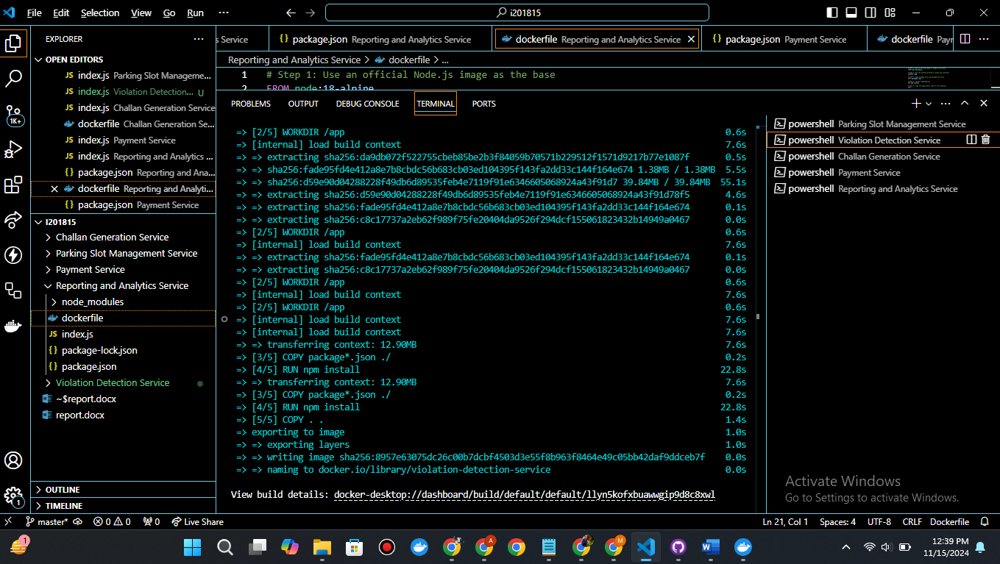 File Edit Selection View Go Run ··· i201815
EXPLORER ···
OPEN EDITORS
JS index.js Parking Slot Manageme...
JS index.js Violation Detection... U
JS index.js Challan Generation Service
dockerfile Challan Generation Se...
JS index.js Payment Service
JS index.js Reporting and Analytics ...
{} package.json Reporting and Ana...
dockerfile Reporting and Analyti...
{} package.json Payment Service
I201815
Challan Generation Service
Parking Slot Management Service
Payment Service
Reporting and Analytics Service
node_modules
dockerfile
JS index.js
{} package-lock.json
{} package.json
Violation Detection Service
~$report.docx
report.docx
OUTLINE
TIMELINE
1K+
1
s Service {} package.json Reporting and Analytics Service dockerfile Reporting and Analytics Service {} package.json Payment Service dockerfile Payr
Reporting and Analytics Service > dockerfile > ...
1 # Step 1: Use an official Node.js image as the base
2 FROM node:18-alpine
PROBLEMS OUTPUT DEBUG CONSOLE TERMINAL PORTS
=> [2/5] WORKDIR /app 0.6s
=> [internal] load build context 7.6s
=> => extracting sha256:da9db072f522755cbeb85be2b3f84059b70571b229512f1571d9217b77e1087f 0.5s
=> => sha256:fade95fd4e412a8e7b8cbdc56b683cb03ed104395f143fa2dd33c144f164e674 1.38MB / 1.38MB 5.5s
=> => sha256:d59e90d04288228f49db6d89535feb4e7119f91e6346605068924a43f91d7 39.84MB / 39.84MB 55.1s
=> => extracting sha256:d59e90d04288228f49db6d89535feb4e7119f91e6346605068924a43f91d78f5 4.6s
=> => extracting sha256:fade95fd4e412a8e7b8cbdc56b683cb03ed104395f143fa2dd33c144f164e674 0.1s
=> => extracting sha256:c8c17737a2eb62f989f75fe20404da9526f294dcf155061823432b14949a0467 0.0s
=> [2/5] WORKDIR /app 0.6s
=> [internal] load build context 7.6s
=> => extracting sha256:fade95fd4e412a8e7b8cbdc56b683cb03ed104395f143fa2dd33c144f164e674 0.1s
=> => extracting sha256:c8c17737a2eb62f989f75fe20404da9526f294dcf155061823432b14949a0467 0.0s
=> [2/5] WORKDIR /app 0.6s
=> [internal] load build context 7.6s
=> [2/5] WORKDIR /app 0.6s
=> [internal] load build context 7.6s
=> [internal] load build context 7.6s
=> => transferring context: 12.90MB 7.6s
=> [3/5] COPY package*.json ./ 0.2s
=> [4/5] RUN npm install 22.8s
=> => transferring context: 12.90MB 7.6s
=> [3/5] COPY package*.json ./ 0.2s
=> [4/5] RUN npm install 22.8s
=> [5/5] COPY . . 1.4s
=> exporting to image 1.0s
=> => exporting layers 1.0s
=> => writing image sha256:8957e63075dc26c00b7dcbf4503d3e55f8b963f8464e49c05bb42daf9ddceb7f 0.0s
=> => naming to docker.io/library/violation-detection-service 0.0s
View build details: docker-desktop://dashboard/build/default/default/llyn5kofxbuawwgip9d8c8xwl
powershell Parking Slot Management Service
powershell Violation Detection Service
powershell Challan Generation Service
powershell Payment Service
powershell Reporting and Analytics Service
Activate Windows
Go to Settings to activate Windows.
master* 0 0 0 Live Share Ln 21, Col 1 Spaces: 4 UTF-8 CRLF Dockerfile
1 A M W 12:39 PM
11/15/2024